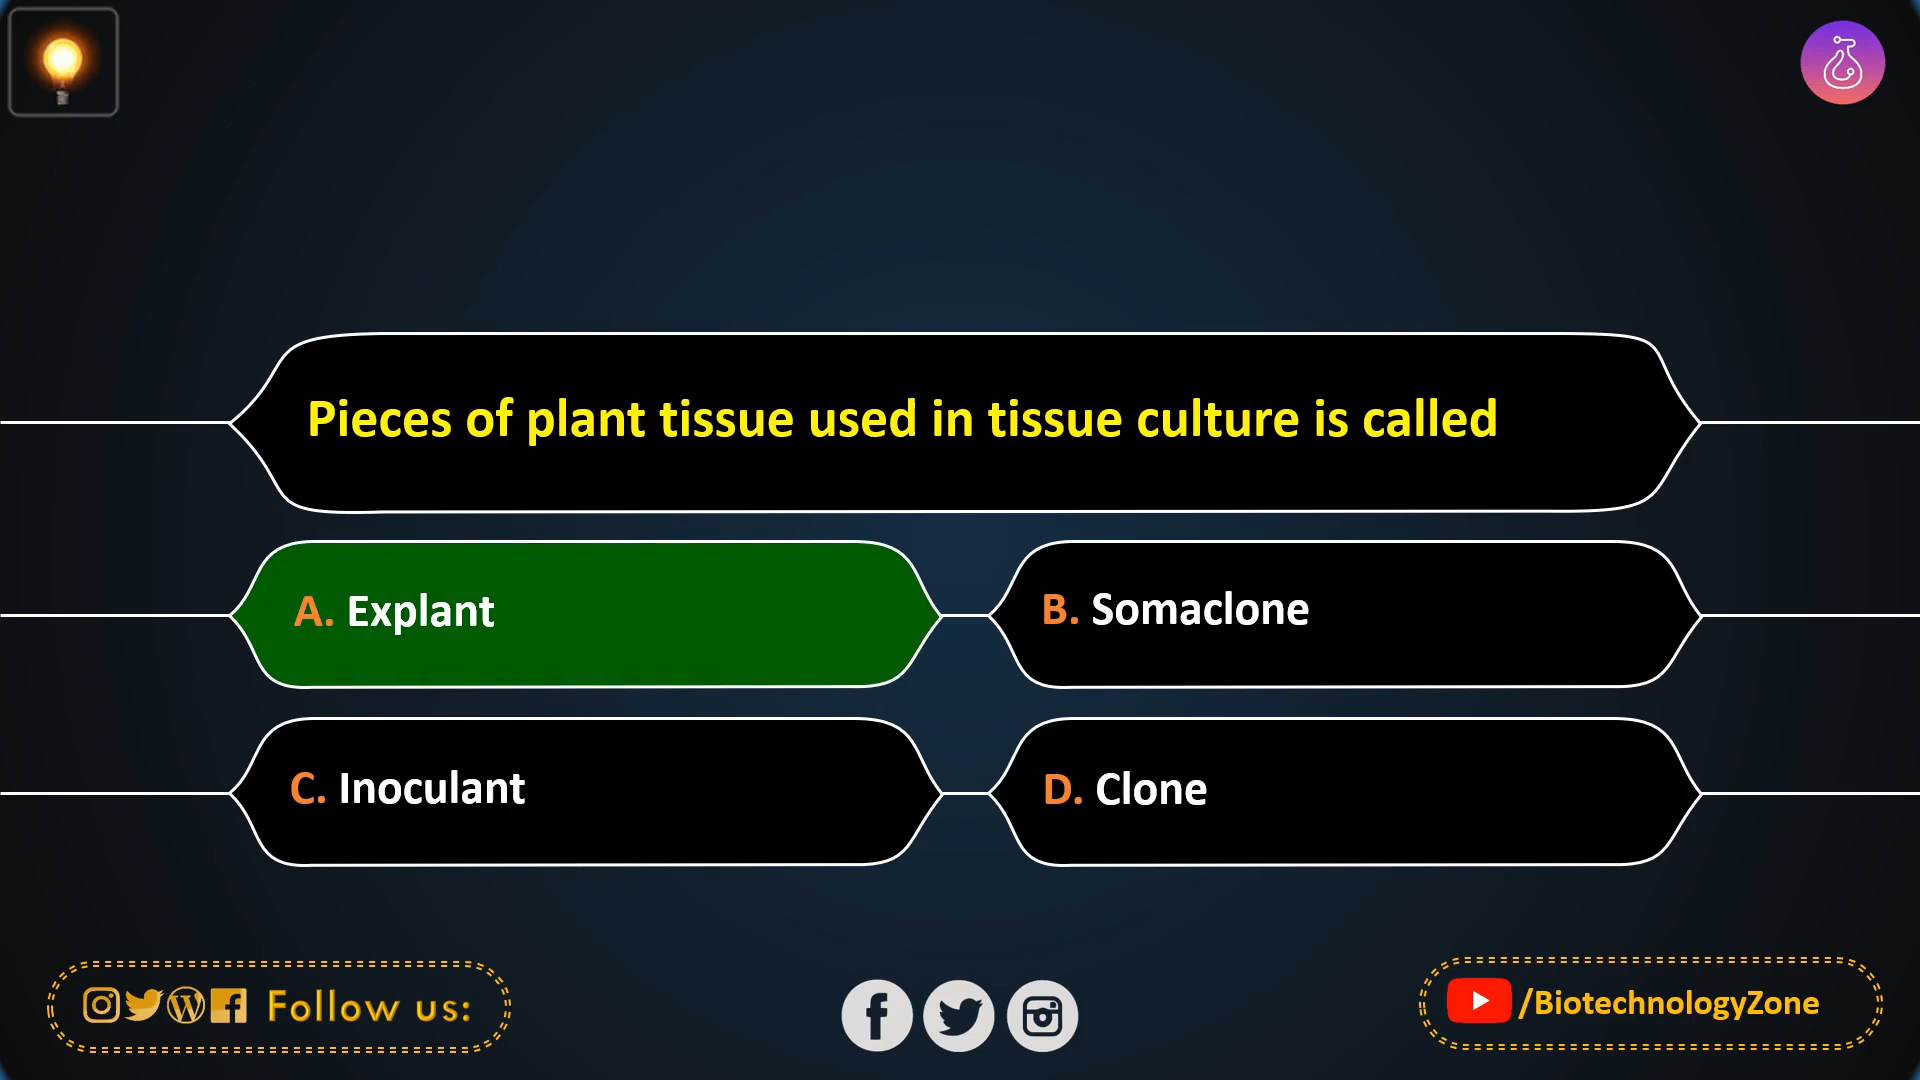 Pieces of plant tissue used in tissue culture is called
A. Explant
B. Somaclone
C. Inoculant
D. Clone
Follow us:
/BiotechnologyZone